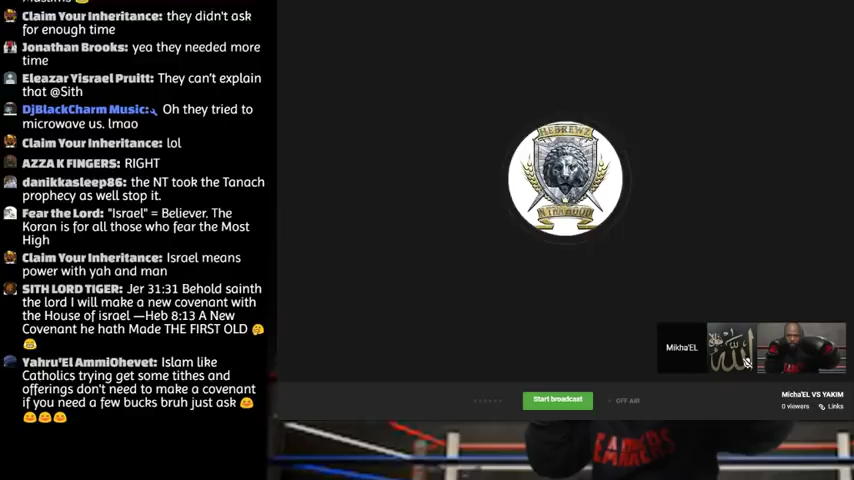 Claim Your Inheritance: they didn't ask
for enough time
Jonathan Brooks: yea they needed more
time
Eleazar Yisrael Pruitt: They can't explain
that @Sith
DjBlackCharm Music: Oh they tried to
microwave us. lmao
Claim Your Inheritance: lol
AZZA K FINGERS: RIGHT
danikkasleep86: the NT took the Tanach
prophecy as well stop it.
Fear the Lord: "Israel" = Believer. The
Koran is for all those who fear the Most
High
Claim Your Inheritance: Israel means
power with yah and man
SITH LORD TIGER: Jer 31:31 Behold sainth
the lord I will make a new covenant with
the House of israel —Heb 8:13 A New
Covenant he hath Made THE FIRST OLD 🤔
😂
Yahru'El AmmiOhevet: Islam like
Catholics trying get some tithes and
offerings don't need to make a covenant
if you need a few bucks bruh just ask 😂
😂😂😂
HEBREWZ
N THA HOOD
Mikha'EL
الله
Start broadcast
OFF AIR
Micha'EL VS YAKIM
0 viewers Links